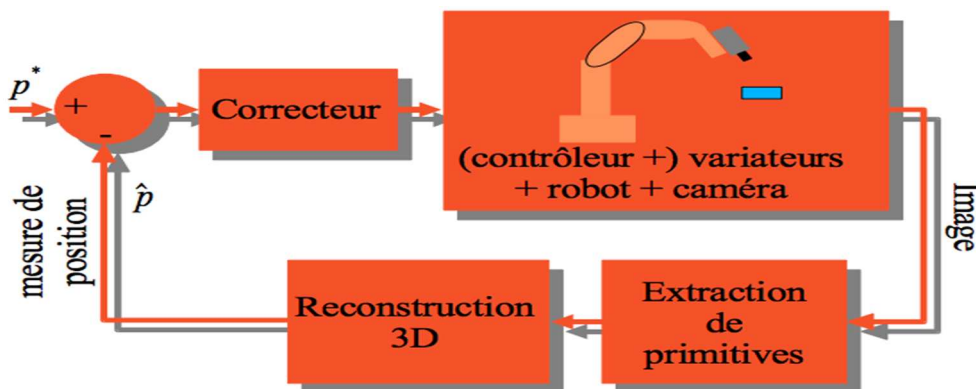 p*
+
-
Correcteur
(contrôleur +) variateurs
+ robot + caméra
Image
mesure de
position
p̂
Reconstruction
3D
Extraction
de
primitives